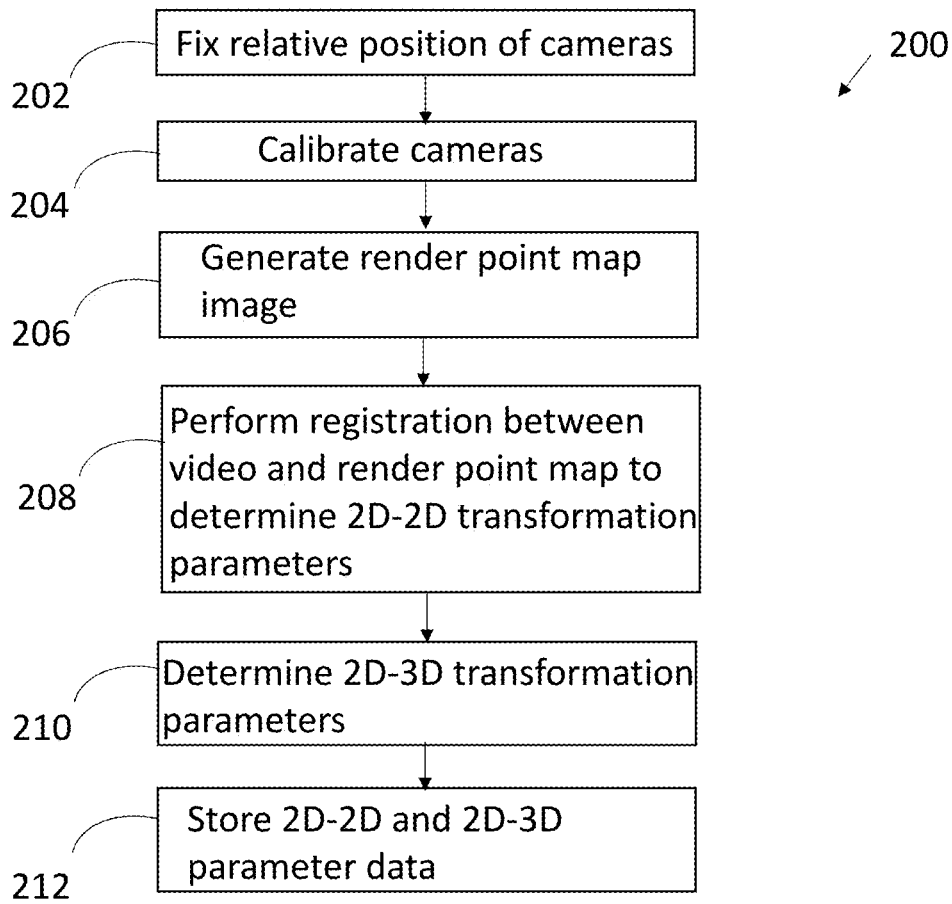 Fix relative position of cameras
200
202
Calibrate cameras
204
Generate render point map
image
206
Perform registration between
video and render point map to
determine 2D-2D transformation
parameters
208
Determine 2D-3D transformation
parameters
210
Store 2D-2D and 2D-3D
parameter data
212